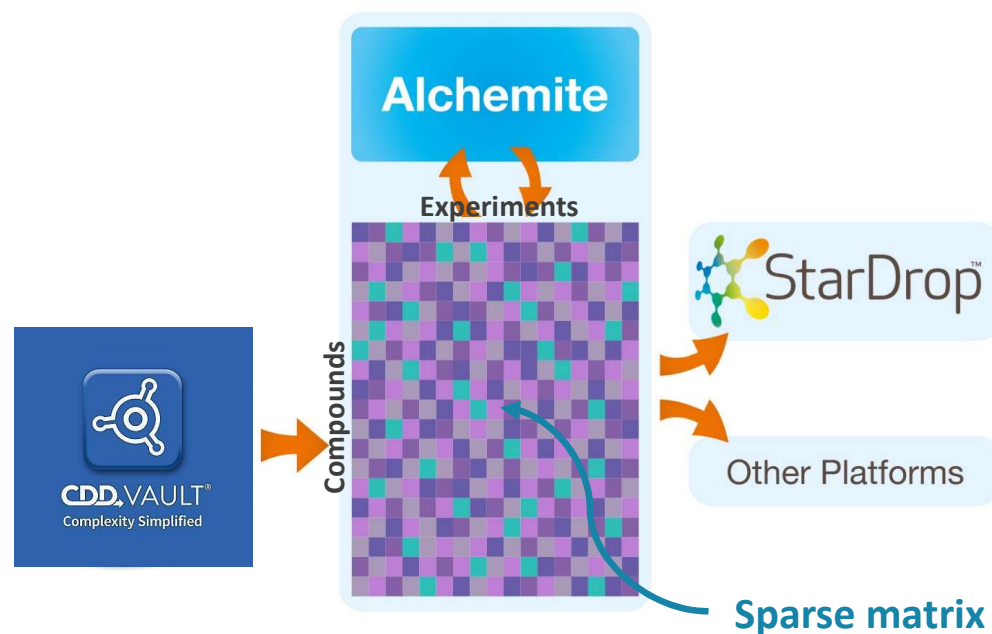 Alchemite
Experiments
Compounds
StarDrop™
CDD VAULT®
Complexity Simplified
Other Platforms
Sparse matrix